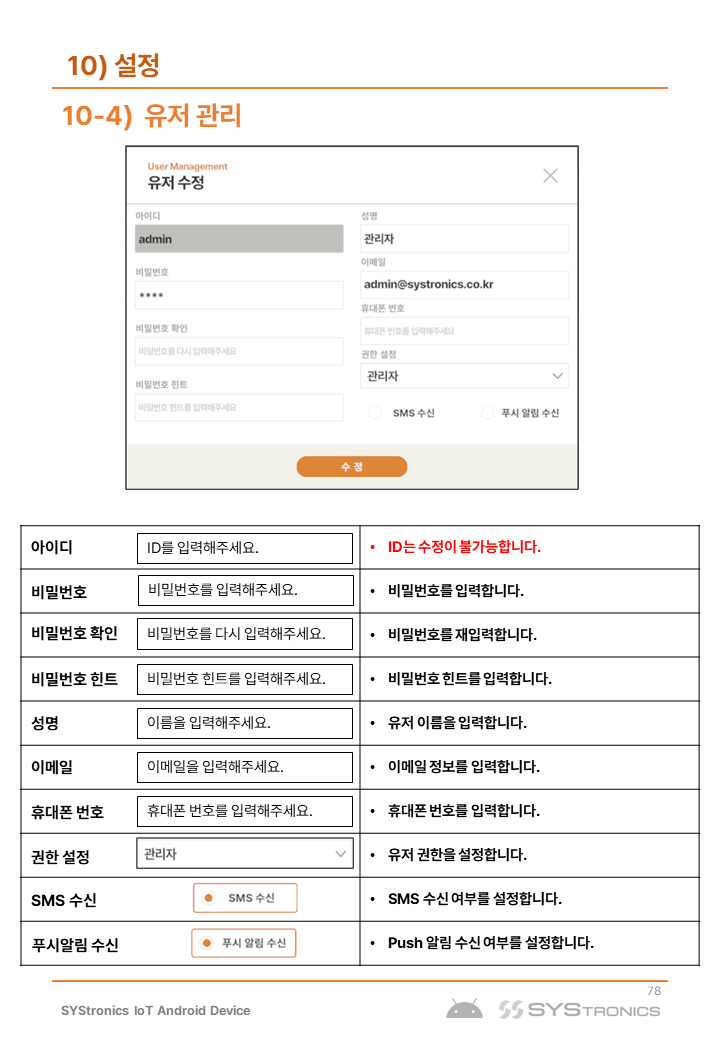 10) 설정
10-4) 유저 관리
User Management
유저 수정
아이디
admin
비밀번호
****
비밀번호 확인
비밀번호를 다시 입력해주세요
비밀번호 힌트
비밀번호 힌트를 입력해주세요
성명
관리자
이메일
admin@systronics.co.kr
휴대폰 번호
휴대폰 번호를 입력해주세요
권한 설정
관리자
SMS 수신 푸시 알림 수신
수 정
아이디 ID를 입력해주세요. • ID는 수정이 불가능합니다.
비밀번호 비밀번호를 입력해주세요. • 비밀번호를 입력합니다.
비밀번호 확인 비밀번호를 다시 입력해주세요. • 비밀번호를 재입력합니다.
비밀번호 힌트 비밀번호 힌트를 입력해주세요. • 비밀번호 힌트를 입력합니다.
성명 이름을 입력해주세요. • 유저 이름을 입력합니다.
이메일 이메일을 입력해주세요. • 이메일 정보를 입력합니다.
휴대폰 번호 휴대폰 번호를 입력해주세요. • 휴대폰 번호를 입력합니다.
권한 설정 관리자 • 유저 권한을 설정합니다.
SMS 수신 SMS 수신 • SMS 수신 여부를 설정합니다.
푸시알림 수신 푸시 알림 수신 • Push 알림 수신 여부를 설정합니다.
78
SYStronics IoT Android Device
SYSTRONICS